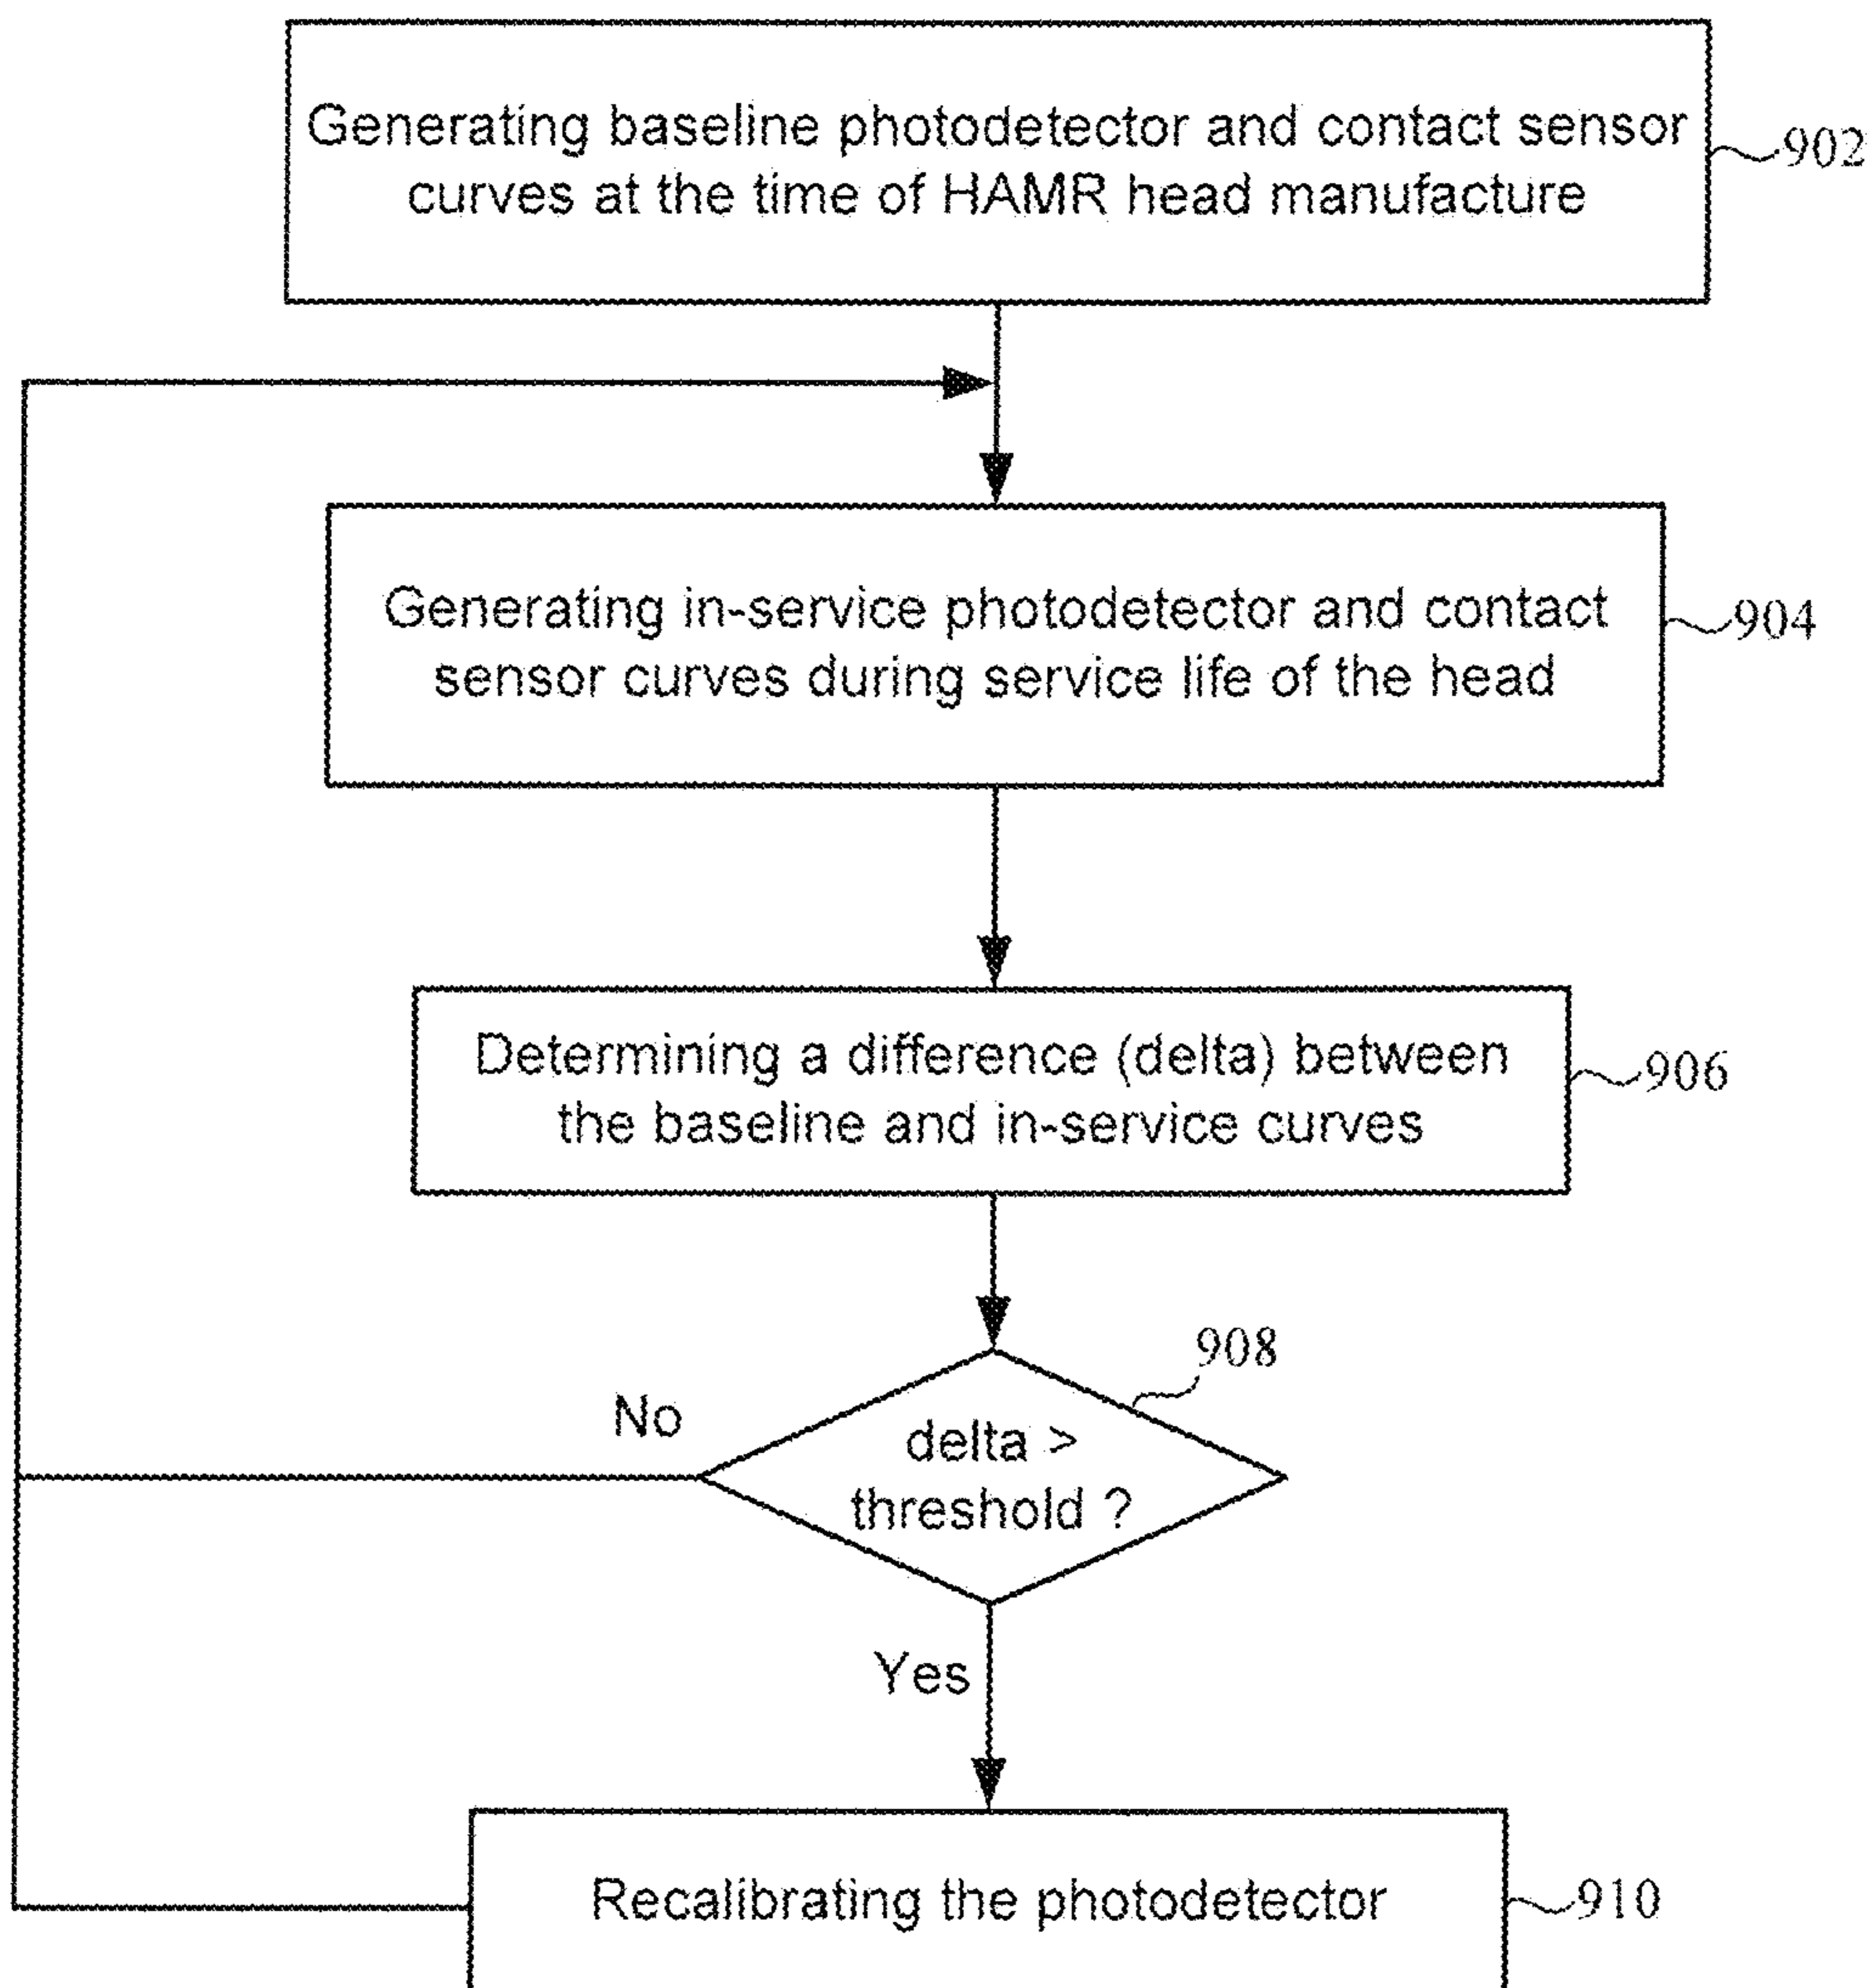 Generating baseline photodetector and contact sensor
curves at the time of HAMR head manufacture
902
Generating in-service photodetector and contact
sensor curves during service life of the head
904
Determining a difference (delta) between
the baseline and in-service curves
906
908
No
delta >
threshold ?
Yes
Recalibrating the photodetector
910